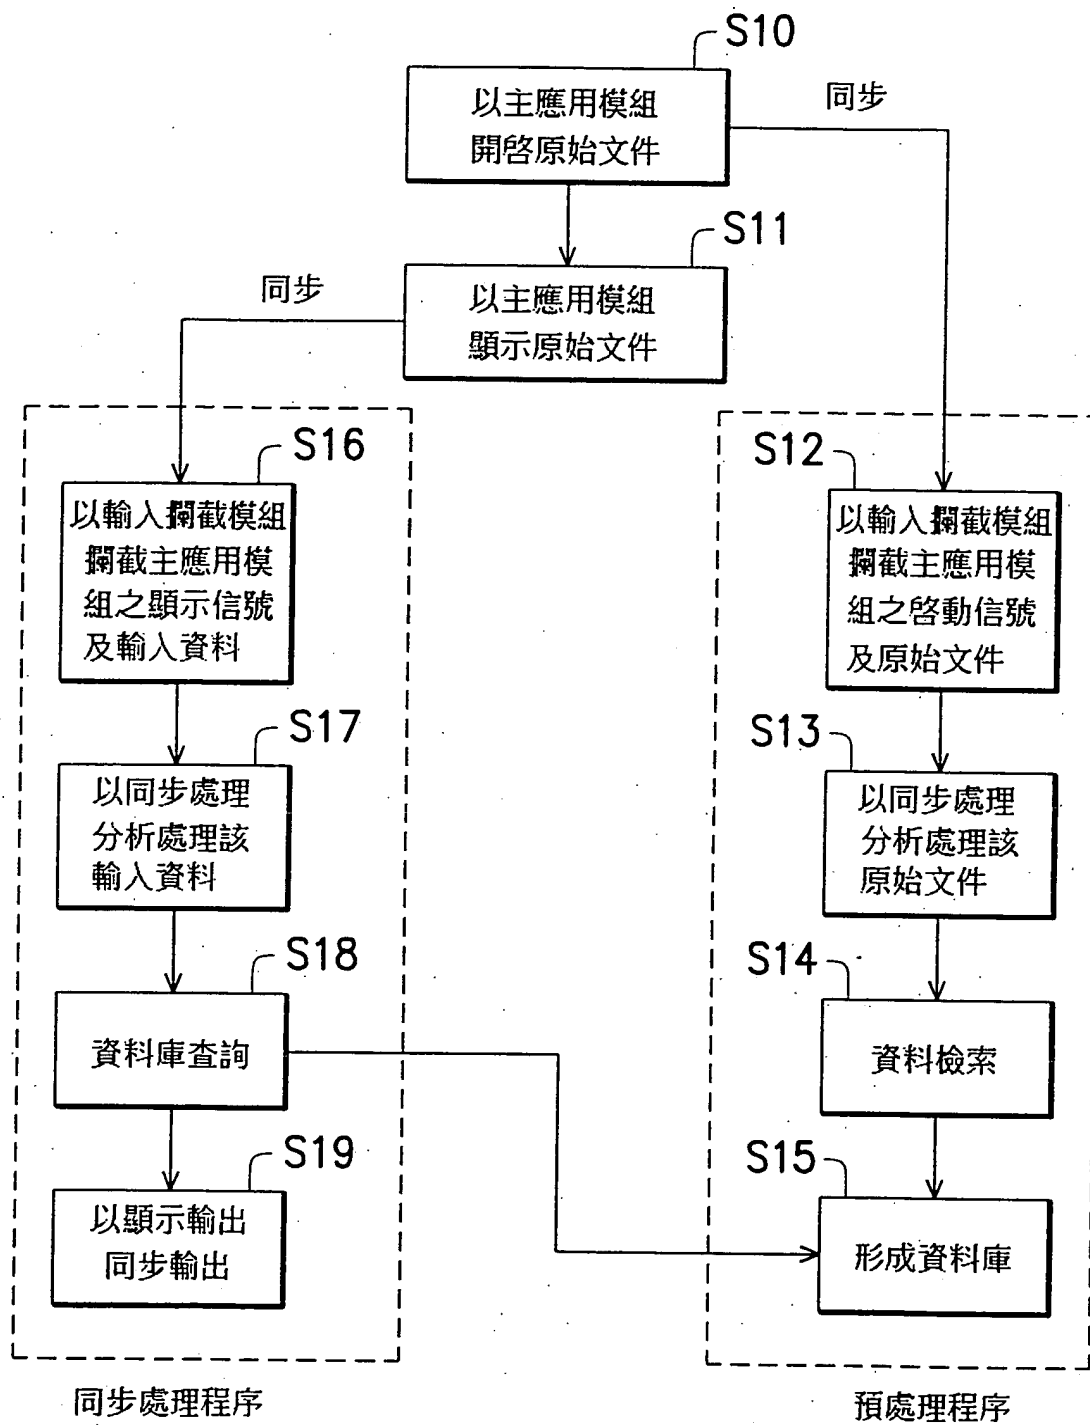 S10
以主應用模組
開啓原始文件
同步
S11
以主應用模組
顯示原始文件
同步
S16
以輸入攔截模組
攔截主應用模
組之顯示信號
及輸入資料
S17
以同步處理
分析處理該
輸入資料
S18
資料庫查詢
S19
以顯示輸出
同步輸出
同步處理程序
S12
以輸入攔截模組
攔截主應用模
組之啓動信號
及原始文件
S13
以同步處理
分析處理該
原始文件
S14
資料檢索
S15
形成資料庫
預處理程序